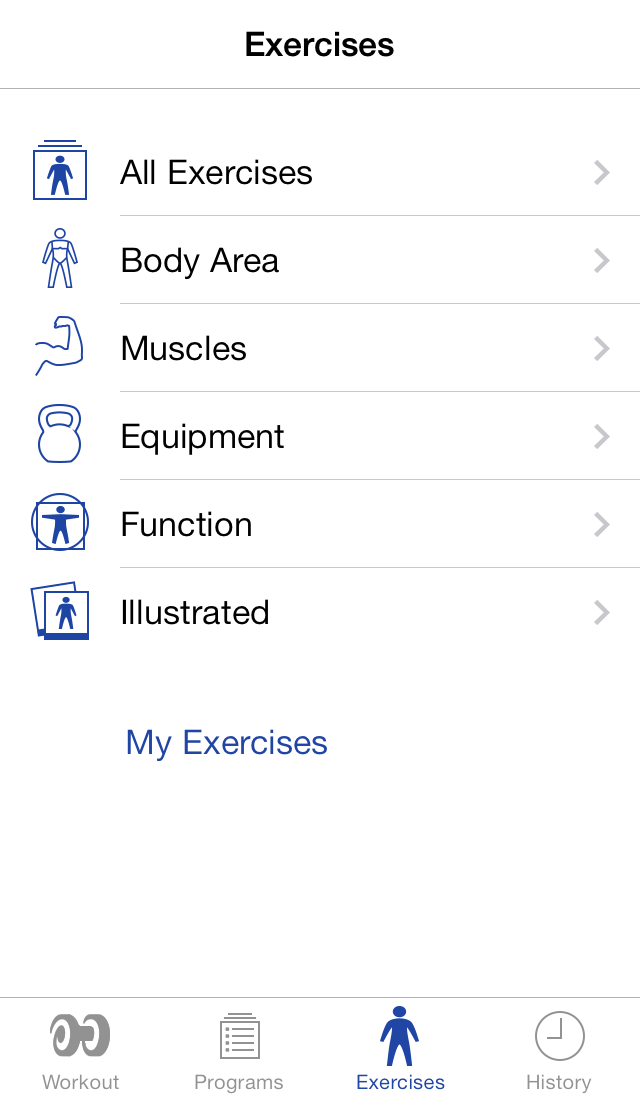 Exercises
All Exercises
Body Area
Muscles
Equipment
Function
Illustrated
My Exercises
Workout
Programs
Exercises
History